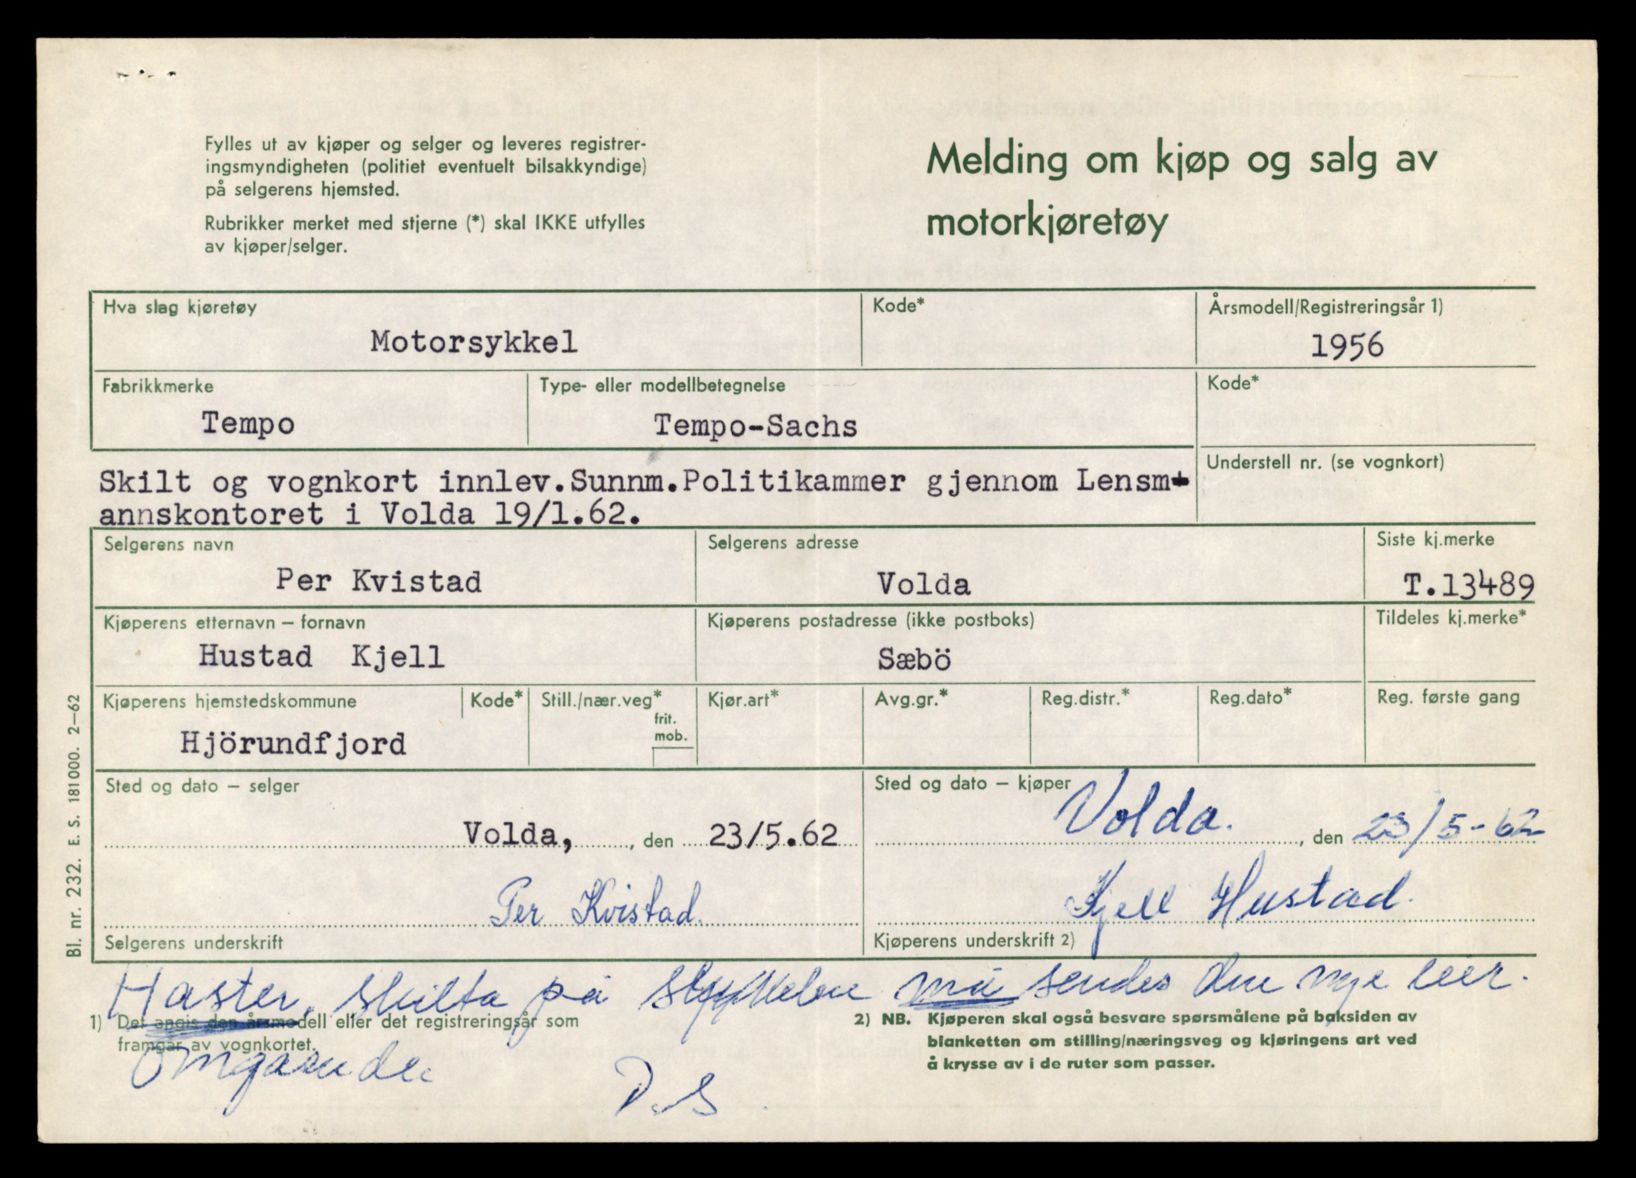 Fylles ut av kjøper og selger og leveres registrer-
ingsmyndigheten (politiet eventuelt bilsakkyndige)
på selgerens hjemsted.
Rubrikker merket med stjerne (*) skal IKKE utfylles
av kjøper/selger.
Melding om kjøp og salg av
motorkjøretøy
Hva slag kjøretøy
Motorsykkel
Kode*
Årsmodell/Registreringsår 1)
1956
Fabrikkmerke
Tempo
Type- eller modellbetegnelse
Tempo-Sachs
Kode*
Skilt og vognkort innlev.Sunnm.Politikammer gjennom Lensm-
annskontoret i Volda 19/1.62.
Understell nr. (se vognkort)
Selgerens navn
Per Kvistad
Selgerens adresse
Volda
Siste kj.merke
T.13489
Kjøperens etternavn – fornavn
Hustad Kjell
Kjøperens postadresse (ikke postboks)
Sæbö
Tildeles kj.merke*
Kjøperens hjemstedskommune
Hjörundfjord
Kode*
Still./nær.veg*
frit.
mob.
Kjør.art*
Avg.gr.*
Reg.distr.*
Reg.dato*
Reg. første gang
Sted og dato – selger
Volda, , den 23/5.62
Per Kvistad.
Selgerens underskrift
Sted og dato – kjøper
Volda. , den 23/5-62
Kjell Hustad.
Kjøperens underskrift 2)
Haster, skilta på må sendes den nye eier.
1) Det angis den årsmodell eller det registreringsår som
framgår av vognkortet.
Omgaaende
D.S.
2) NB. Kjøperen skal også besvare spørsmålene på baksiden av
blanketten om stilling/næringsveg og kjøringens art ved
å krysse av i de ruter som passer.
Bl. nr. 232. E. S. 181000. 2–62